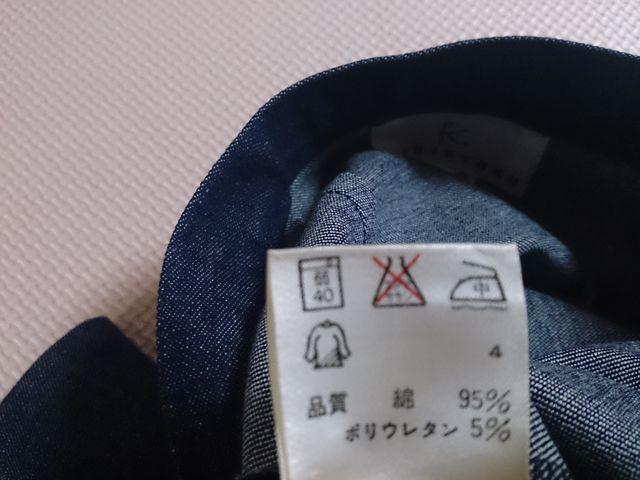 弱
40
中
4
品質 綿 95%
ポリウレタン 5%